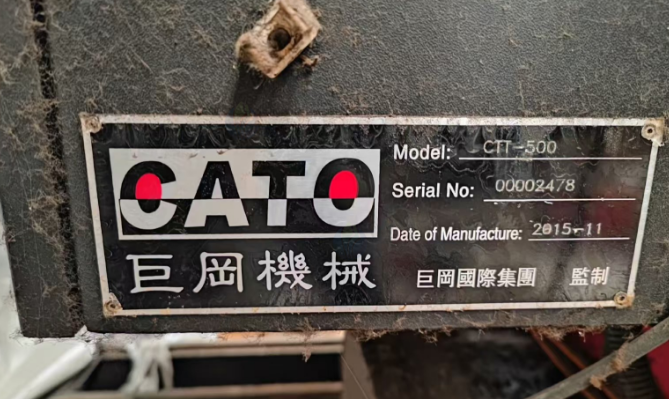 CATO
巨岡機械
Model: CTT-500
Serial No: 00002478
Date of Manufacture: 2015-11
巨岡國際集團 監制